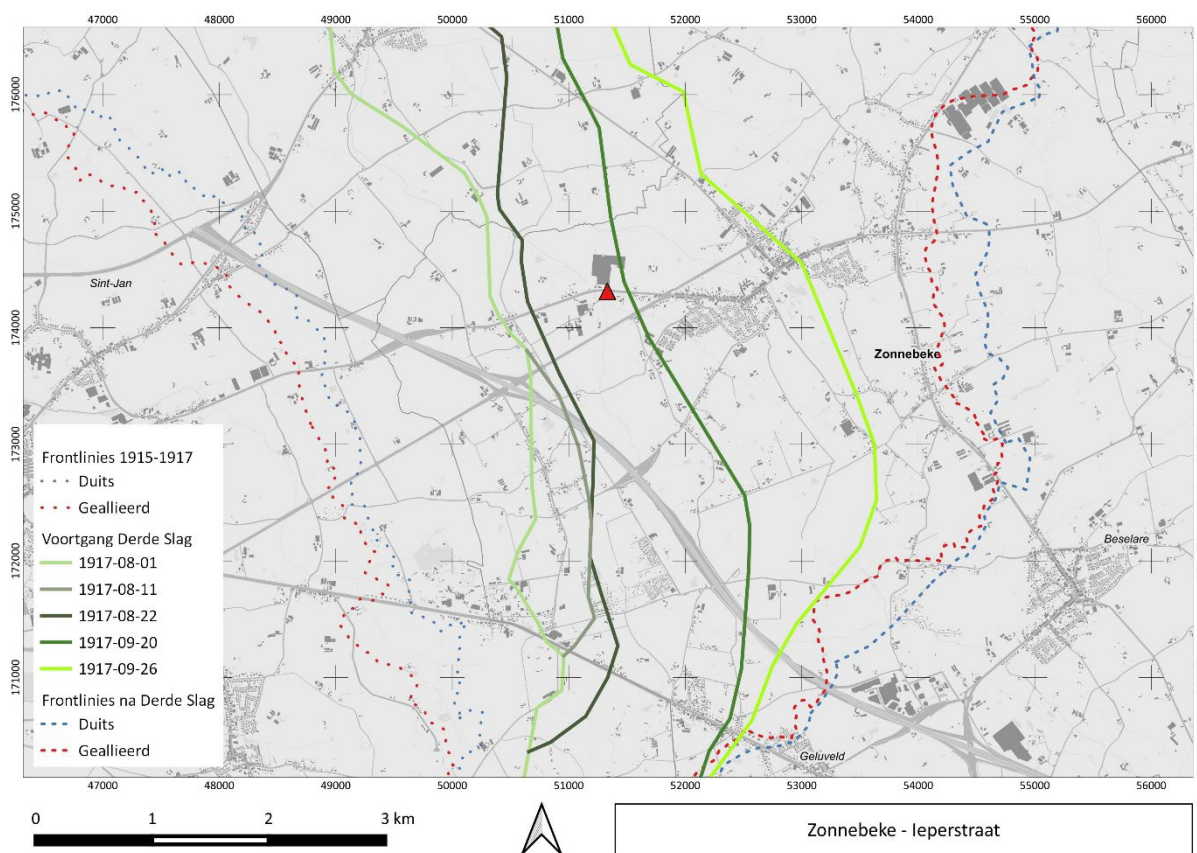 47000 48000 49000 50000 51000 52000 53000 54000 55000 56000
176000
175000
174000
173000
172000
171000
Sint-Jan
Zonnebeke
Beselare
Geluveld
Frontlinies 1915-1917
Duits
Geallieerd
Voortgang Derde Slag
1917-08-01
1917-08-11
1917-08-22
1917-09-20
1917-09-26
Frontlinies na Derde Slag
Duits
Geallieerd
47000 48000 49000 50000 51000 52000 53000 54000 55000 56000
0 1 2 3 km
Zonnebeke - Ieperstraat